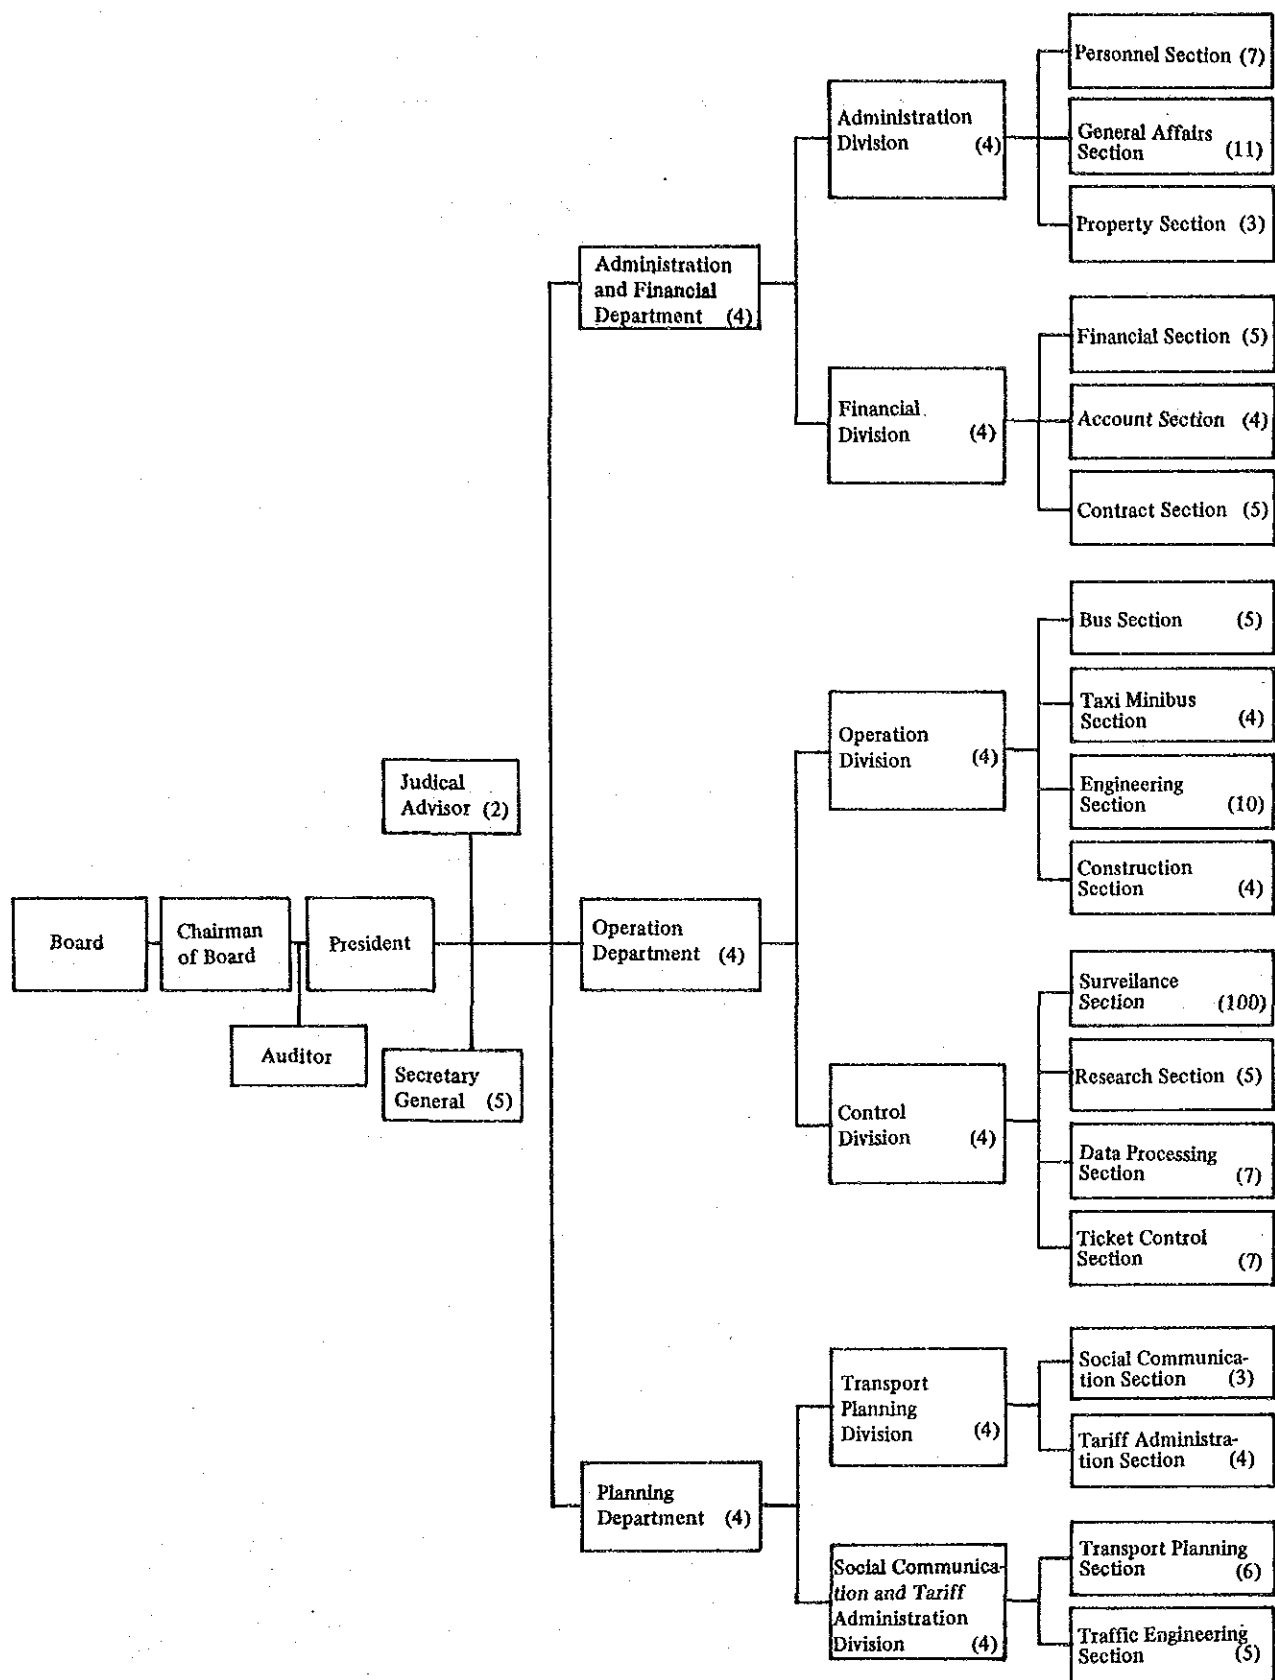 Board
Chairman
of Board
President
Auditor
Judical
Advisor (2)
Secretary
General (5)
Administration
and Financial
Department (4)
Administration
Division (4)
Personnel Section (7)
General Affairs
Section (11)
Property Section (3)
Financial
Division (4)
Financial Section (5)
Account Section (4)
Contract Section (5)
Operation
Department (4)
Operation
Division (4)
Bus Section (5)
Taxi Minibus
Section (4)
Engineering
Section (10)
Construction
Section (4)
Control
Division (4)
Surveilance
Section (100)
Research Section (5)
Data Processing
Section (7)
Ticket Control
Section (7)
Planning
Department (4)
Transport
Planning
Division (4)
Social Communica-
tion Section (3)
Tariff Administra-
tion Section (4)
Social Communica-
tion and Tariff
Administration
Division (4)
Transport Planning
Section (6)
Traffic Engineering
Section (5)